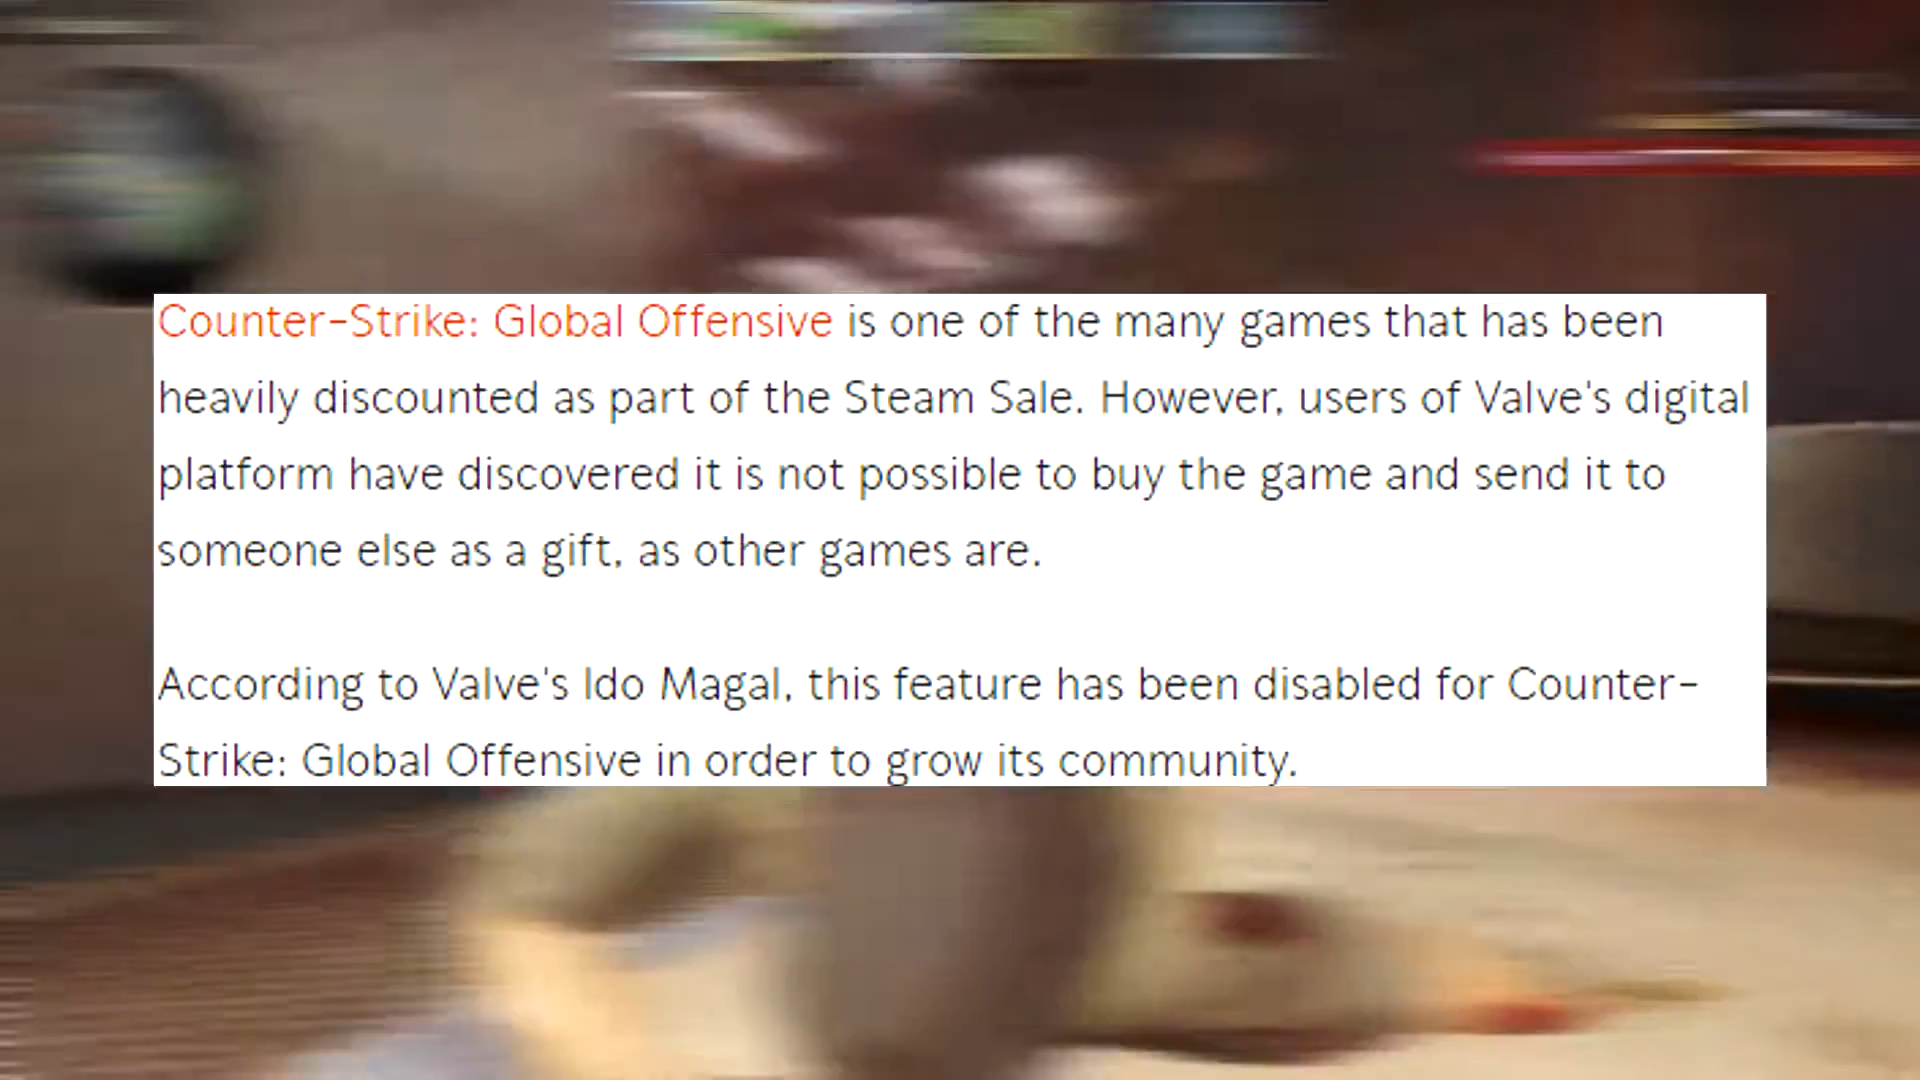 Counter-Strike: Global Offensive is one of the many games that has been
heavily discounted as part of the Steam Sale. However, users of Valve's digital
platform have discovered it is not possible to buy the game and send it to
someone else as a gift, as other games are.
According to Valve's Ido Magal, this feature has been disabled for Counter-
Strike: Global Offensive in order to grow its community.